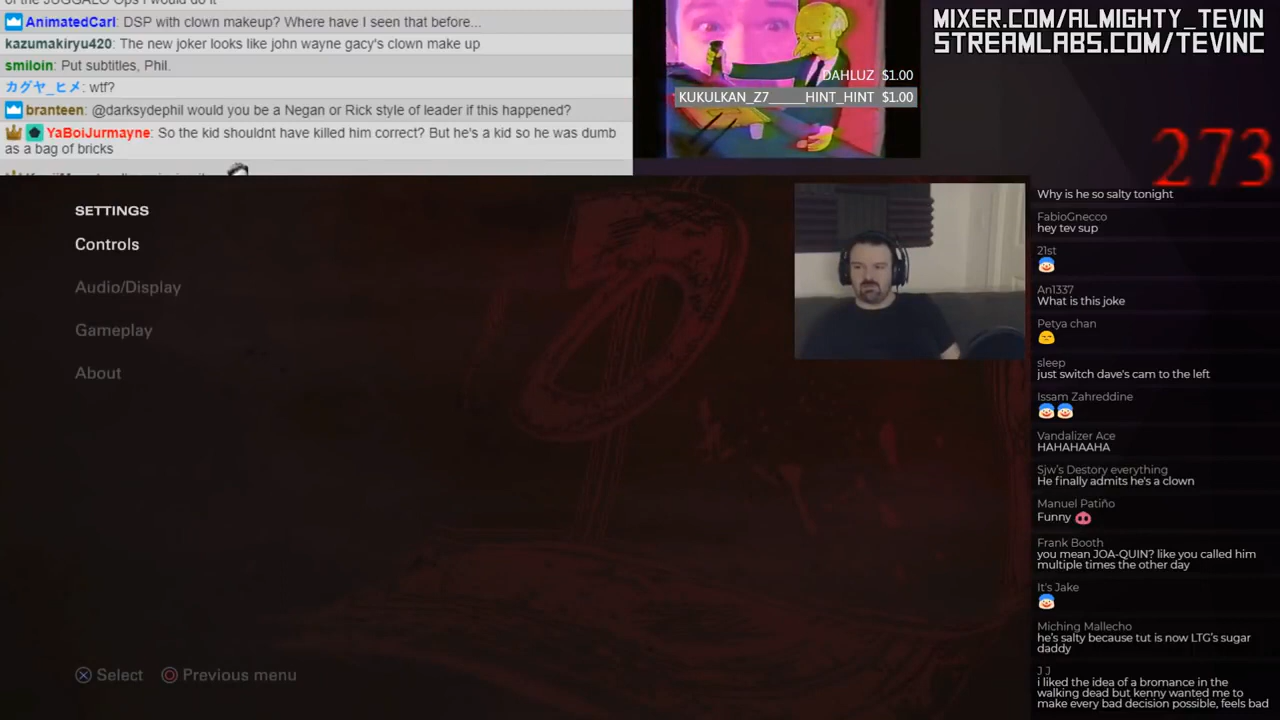 of the JUGGALO Ops I would do it
AnimatedCarl: DSP with clown makeup? Where have I seen that before...
kazumakiryu420: The new joker looks like john wayne gacy's clown make up
smiloin: Put subtitles, Phil.
カグヤ_ヒメ: wtf?
branteen: @darksydephil would you be a Negan or Rick style of leader if this happened?
YaBoiJurmayne: So the kid shouldnt have killed him correct? But he's a kid so he was dumb
as a bag of bricks
DAHLUZ $1.00
KUKULKAN_Z7_____HINT_HINT $1.00
MIXER.COM/ALMIGHTY_TEVIN
STREAMLABS.COM/TEVINC
273
SETTINGS
Controls
Audio/Display
Gameplay
About
Select
Previous menu
Why is he so salty tonight
FabioGnecco
hey tev sup
21st
An1337
What is this joke
Petya chan
sleep
just switch dave's cam to the left
Issam Zahreddine
Vandalizer Ace
HAHAHAAHA
Sjw's Destory everything
He finally admits he's a clown
Manuel Patiño
Funny
Frank Booth
you mean JOA-QUIN? like you called him
multiple times the other day
It's Jake
Miching Mallecho
he's salty because tut is now LTG's sugar
daddy
J J
i liked the idea of a bromance in the
walking dead but kenny wanted me to
make every bad decision possible, feels bad